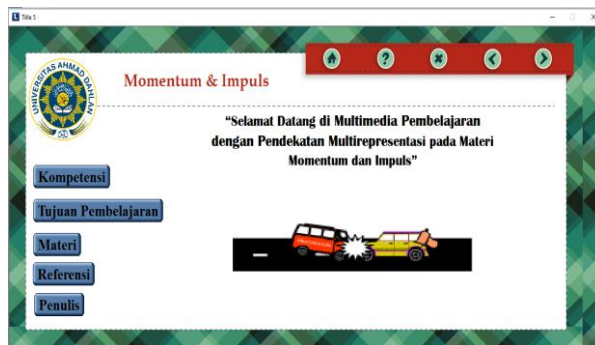 Title 5
UNIVERSITAS AHMAD DAHLAN
Momentum & Impuls
?
“Selamat Datang di Multimedia Pembelajaran
dengan Pendekatan Multirepresentasi pada Materi
Momentum dan Impuls”
Kompetensi
Tujuan Pembelajaran
Materi
Referensi
Penulis